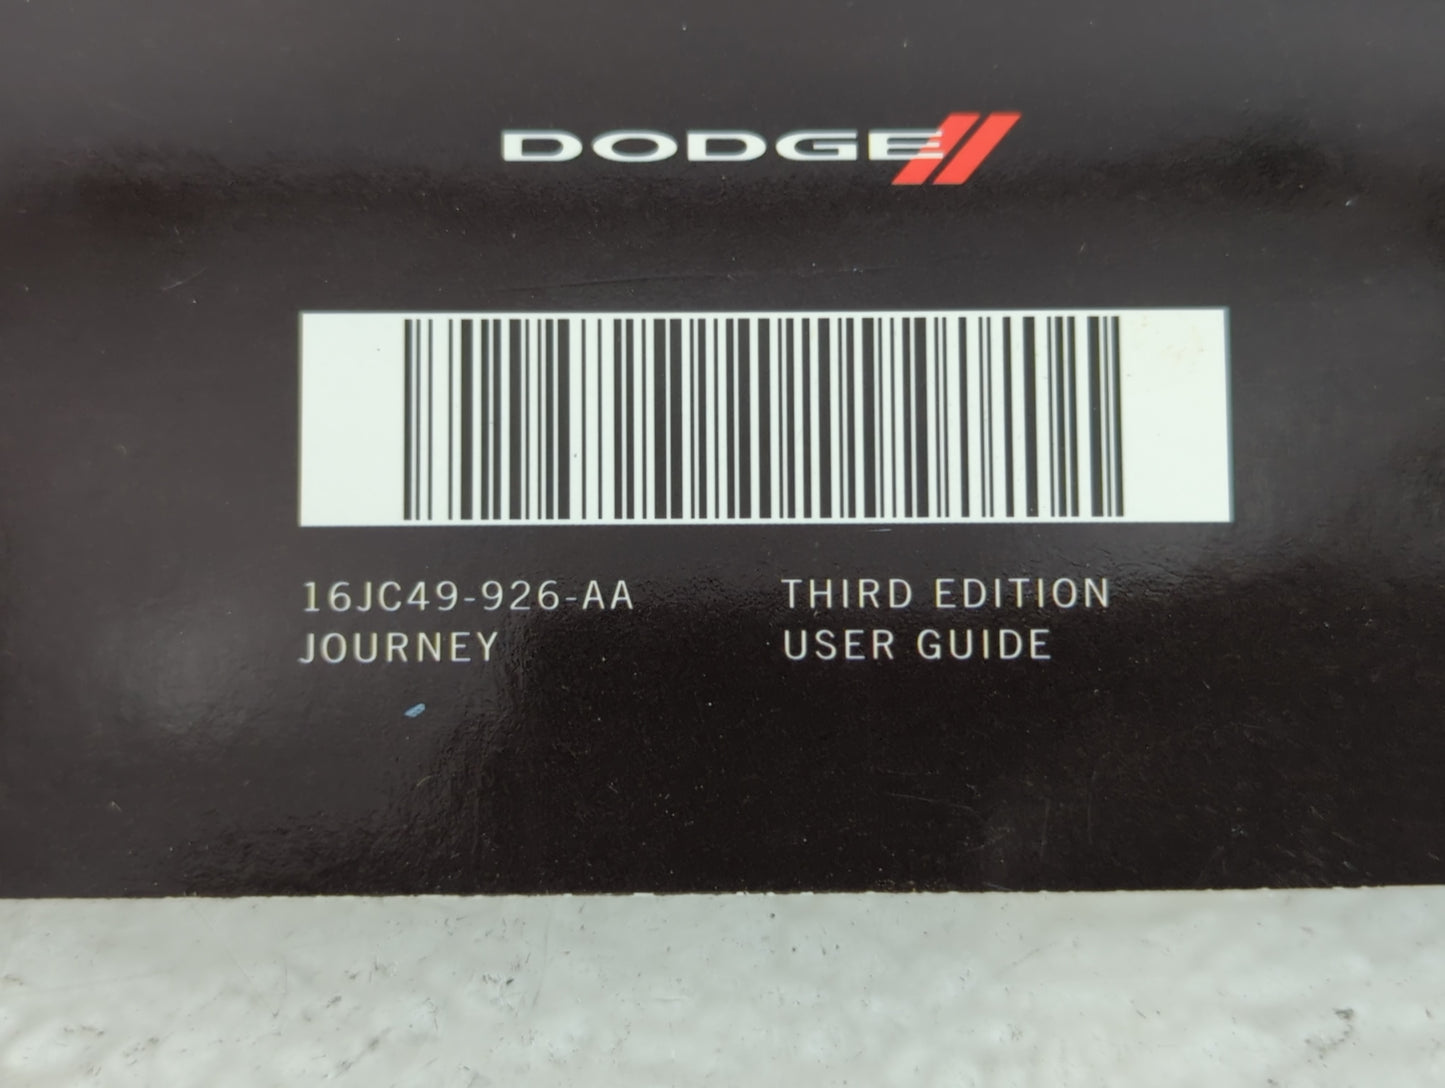 DODGE
16JC49-926-AA
JOURNEY
THIRD EDITION
USER GUIDE